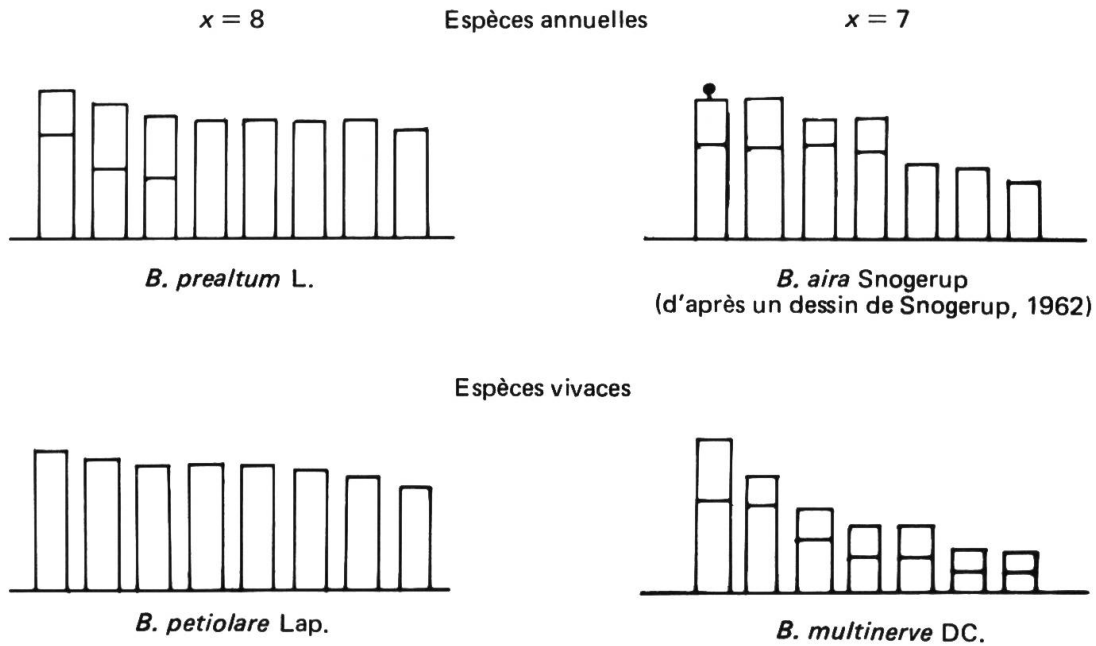 x = 8
Espèces annuelles
x = 7
B. prealtum L.
B. aira Snogerup
(d'après un dessin de Snogerup, 1962)
Espèces vivaces
B. petiolare Lap.
B. multinerve DC.